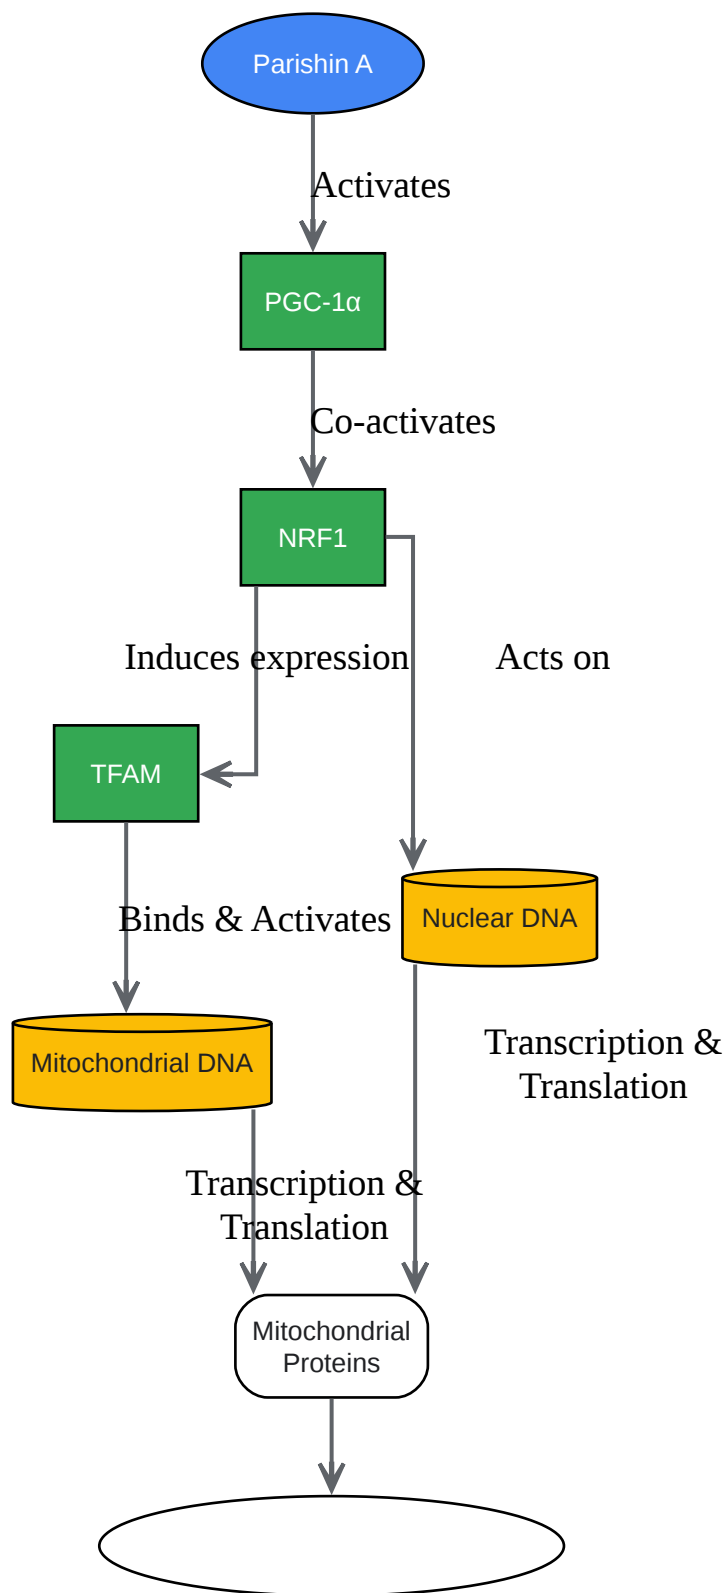 Parishin A
Activates
PGC-1α
Co-activates
NRF1
Induces expression
Acts on
TFAM
Binds & Activates
Nuclear DNA
Mitochondrial DNA
Transcription &
Translation
Transcription &
Translation
Mitochondrial
Proteins